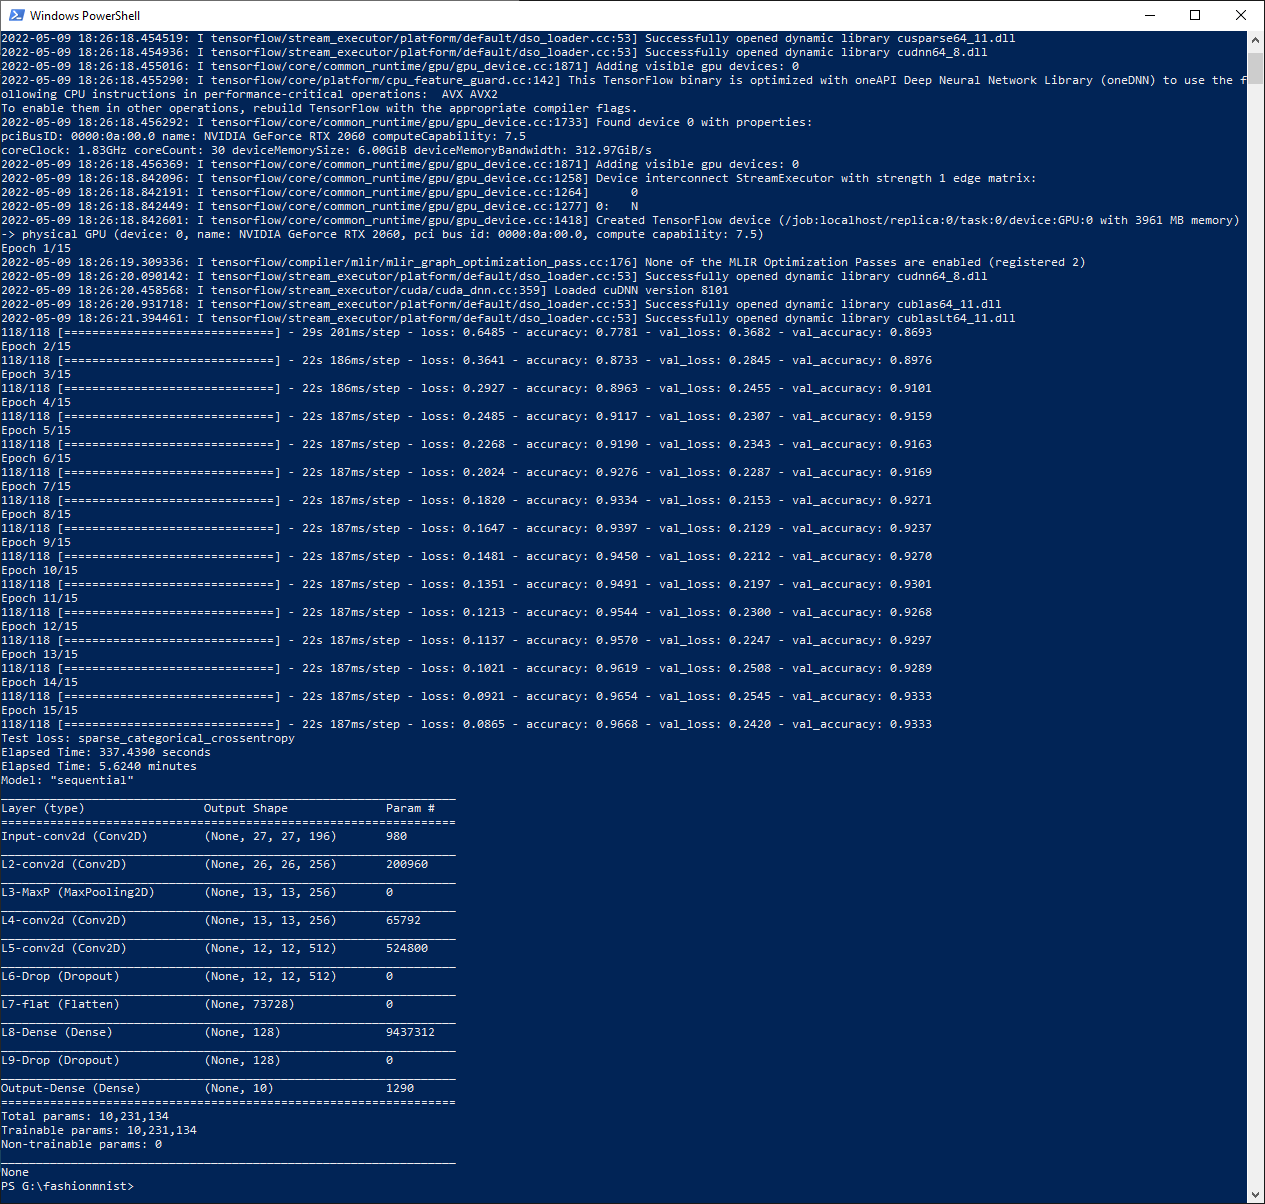 Windows PowerShell
2022-05-09 18:26:18.454519: I tensorflow/stream_executor/platform/default/dso_loader.cc:53] Successfully opened dynamic library cusparse64_11.dll
2022-05-09 18:26:18.454936: I tensorflow/stream_executor/platform/default/dso_loader.cc:53] Successfully opened dynamic library cudnn64_8.dll
2022-05-09 18:26:18.455016: I tensorflow/core/common_runtime/gpu/gpu_device.cc:1871] Adding visible gpu devices: 0
2022-05-09 18:26:18.455290: I tensorflow/core/platform/cpu_feature_guard.cc:142] This TensorFlow binary is optimized with oneAPI Deep Neural Network Library (oneDNN) to use the f
ollowing CPU instructions in performance-critical operations:  AVX AVX2
To enable them in other operations, rebuild TensorFlow with the appropriate compiler flags.
2022-05-09 18:26:18.456292: I tensorflow/core/common_runtime/gpu/gpu_device.cc:1733] Found device 0 with properties:
pciBusID: 0000:0a:00.0 name: NVIDIA GeForce RTX 2060 computeCapability: 7.5
coreClock: 1.83GHz coreCount: 30 deviceMemorySize: 6.00GiB deviceMemoryBandwidth: 312.97GiB/s
2022-05-09 18:26:18.456369: I tensorflow/core/common_runtime/gpu/gpu_device.cc:1871] Adding visible gpu devices: 0
2022-05-09 18:26:18.842096: I tensorflow/core/common_runtime/gpu/gpu_device.cc:1258] Device interconnect StreamExecutor with strength 1 edge matrix:
2022-05-09 18:26:18.842191: I tensorflow/core/common_runtime/gpu/gpu_device.cc:1264]      0
2022-05-09 18:26:18.842449: I tensorflow/core/common_runtime/gpu/gpu_device.cc:1277] 0:   N
2022-05-09 18:26:18.842601: I tensorflow/core/common_runtime/gpu/gpu_device.cc:1418] Created TensorFlow device (/job:localhost/replica:0/task:0/device:GPU:0 with 3961 MB memory)
-> physical GPU (device: 0, name: NVIDIA GeForce RTX 2060, pci bus id: 0000:0a:00.0, compute capability: 7.5)
Epoch 1/15
2022-05-09 18:26:19.309336: I tensorflow/compiler/mlir/mlir_graph_optimization_pass.cc:176] None of the MLIR Optimization Passes are enabled (registered 2)
2022-05-09 18:26:20.090142: I tensorflow/stream_executor/platform/default/dso_loader.cc:53] Successfully opened dynamic library cudnn64_8.dll
2022-05-09 18:26:20.458568: I tensorflow/stream_executor/cuda/cuda_dnn.cc:359] Loaded cuDNN version 8101
2022-05-09 18:26:20.931718: I tensorflow/stream_executor/platform/default/dso_loader.cc:53] Successfully opened dynamic library cublas64_11.dll
2022-05-09 18:26:21.394461: I tensorflow/stream_executor/platform/default/dso_loader.cc:53] Successfully opened dynamic library cublasLt64_11.dll
118/118 [==============================] - 29s 201ms/step - loss: 0.6485 - accuracy: 0.7781 - val_loss: 0.3682 - val_accuracy: 0.8693
Epoch 2/15
118/118 [==============================] - 22s 186ms/step - loss: 0.3641 - accuracy: 0.8733 - val_loss: 0.2845 - val_accuracy: 0.8976
Epoch 3/15
118/118 [==============================] - 22s 186ms/step - loss: 0.2927 - accuracy: 0.8963 - val_loss: 0.2455 - val_accuracy: 0.9101
Epoch 4/15
118/118 [==============================] - 22s 187ms/step - loss: 0.2485 - accuracy: 0.9117 - val_loss: 0.2307 - val_accuracy: 0.9159
Epoch 5/15
118/118 [==============================] - 22s 187ms/step - loss: 0.2268 - accuracy: 0.9190 - val_loss: 0.2343 - val_accuracy: 0.9163
Epoch 6/15
118/118 [==============================] - 22s 187ms/step - loss: 0.2024 - accuracy: 0.9276 - val_loss: 0.2287 - val_accuracy: 0.9169
Epoch 7/15
118/118 [==============================] - 22s 187ms/step - loss: 0.1820 - accuracy: 0.9334 - val_loss: 0.2153 - val_accuracy: 0.9271
Epoch 8/15
118/118 [==============================] - 22s 187ms/step - loss: 0.1647 - accuracy: 0.9397 - val_loss: 0.2129 - val_accuracy: 0.9237
Epoch 9/15
118/118 [==============================] - 22s 187ms/step - loss: 0.1481 - accuracy: 0.9450 - val_loss: 0.2212 - val_accuracy: 0.9270
Epoch 10/15
118/118 [==============================] - 22s 187ms/step - loss: 0.1351 - accuracy: 0.9491 - val_loss: 0.2197 - val_accuracy: 0.9301
Epoch 11/15
118/118 [==============================] - 22s 187ms/step - loss: 0.1213 - accuracy: 0.9544 - val_loss: 0.2300 - val_accuracy: 0.9268
Epoch 12/15
118/118 [==============================] - 22s 187ms/step - loss: 0.1137 - accuracy: 0.9570 - val_loss: 0.2247 - val_accuracy: 0.9297
Epoch 13/15
118/118 [==============================] - 22s 187ms/step - loss: 0.1021 - accuracy: 0.9619 - val_loss: 0.2508 - val_accuracy: 0.9289
Epoch 14/15
118/118 [==============================] - 22s 187ms/step - loss: 0.0921 - accuracy: 0.9654 - val_loss: 0.2545 - val_accuracy: 0.9333
Epoch 15/15
118/118 [==============================] - 22s 187ms/step - loss: 0.0865 - accuracy: 0.9668 - val_loss: 0.2420 - val_accuracy: 0.9333
Test loss: sparse_categorical_crossentropy
Elapsed Time: 337.4390 seconds
Elapsed Time: 5.6240 minutes
Model: "sequential"
_________________________________________________________________
Layer (type)                 Output Shape              Param #
=================================================================
Input-conv2d (Conv2D)        (None, 27, 27, 196)       980
_________________________________________________________________
L2-conv2d (Conv2D)           (None, 26, 26, 256)       200960
_________________________________________________________________
L3-MaxP (MaxPooling2D)       (None, 13, 13, 256)       0
_________________________________________________________________
L4-conv2d (Conv2D)           (None, 13, 13, 256)       65792
_________________________________________________________________
L5-conv2d (Conv2D)           (None, 12, 12, 512)       524800
_________________________________________________________________
L6-Drop (Dropout)            (None, 12, 12, 512)       0
_________________________________________________________________
L7-flat (Flatten)            (None, 73728)             0
_________________________________________________________________
L8-Dense (Dense)             (None, 128)               9437312
_________________________________________________________________
L9-Drop (Dropout)            (None, 128)               0
_________________________________________________________________
Output-Dense (Dense)         (None, 10)                1290
=================================================================
Total params: 10,231,134
Trainable params: 10,231,134
Non-trainable params: 0
_________________________________________________________________
None
PS G:\fashionmnist>